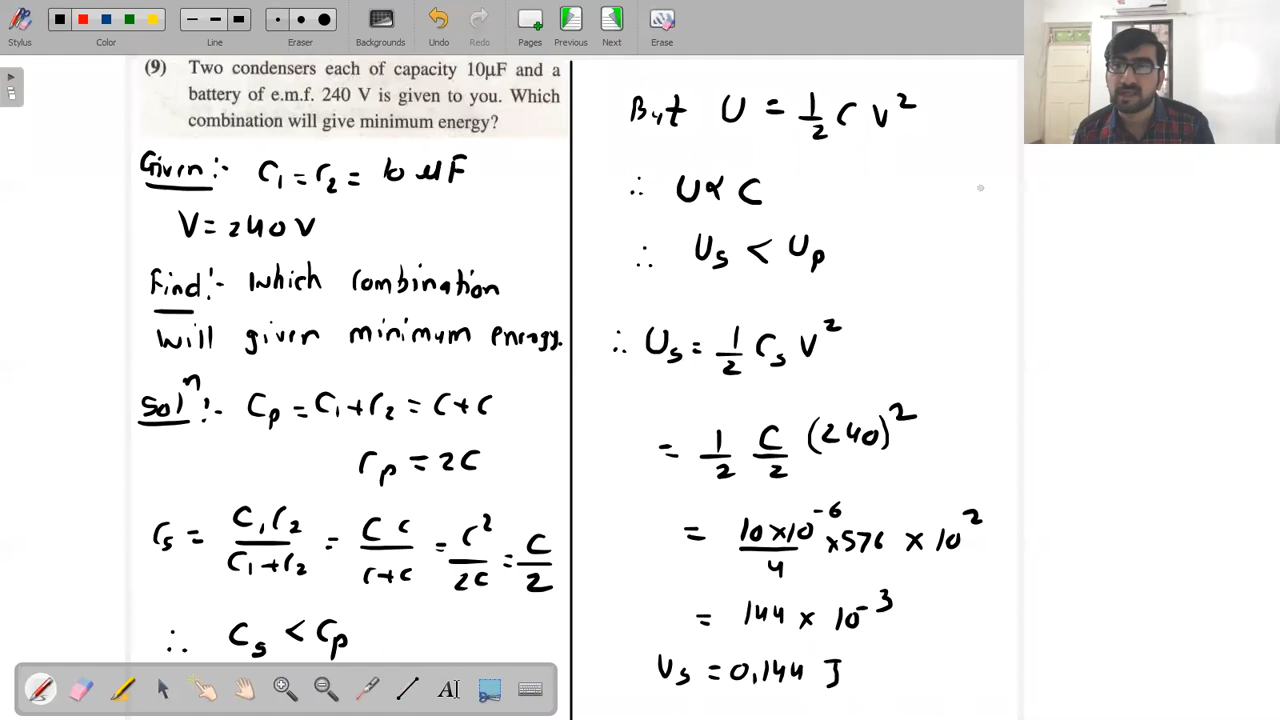 Stylus Color Line Eraser Backgrounds Undo Redo Pages Previous Next Erase
(9) Two condensers each of capacity 10μF and a
battery of e.m.f. 240 V is given to you. Which
combination will give minimum energy?
Given:- C₁ = C₂ = 10 μF
V = 240 V
Find:- Which combination
will given minimum energy.
Solⁿ:- Cp = C₁ + C₂ = C + C
Cp = 2C
Cs = C₁C₂/(C₁+C₂) = C C/(C+C) = C²/2C = C/2
∴ Cs < Cp
But U = 1/2 C V²
∴ U ∝ C
∴ Us < Up
∴ Us = 1/2 Cs V²
= 1/2 C/2 (240)²
= 10×10⁻⁶/4 × 576 × 10²
= 144 × 10⁻³
Us = 0.144 J
AI